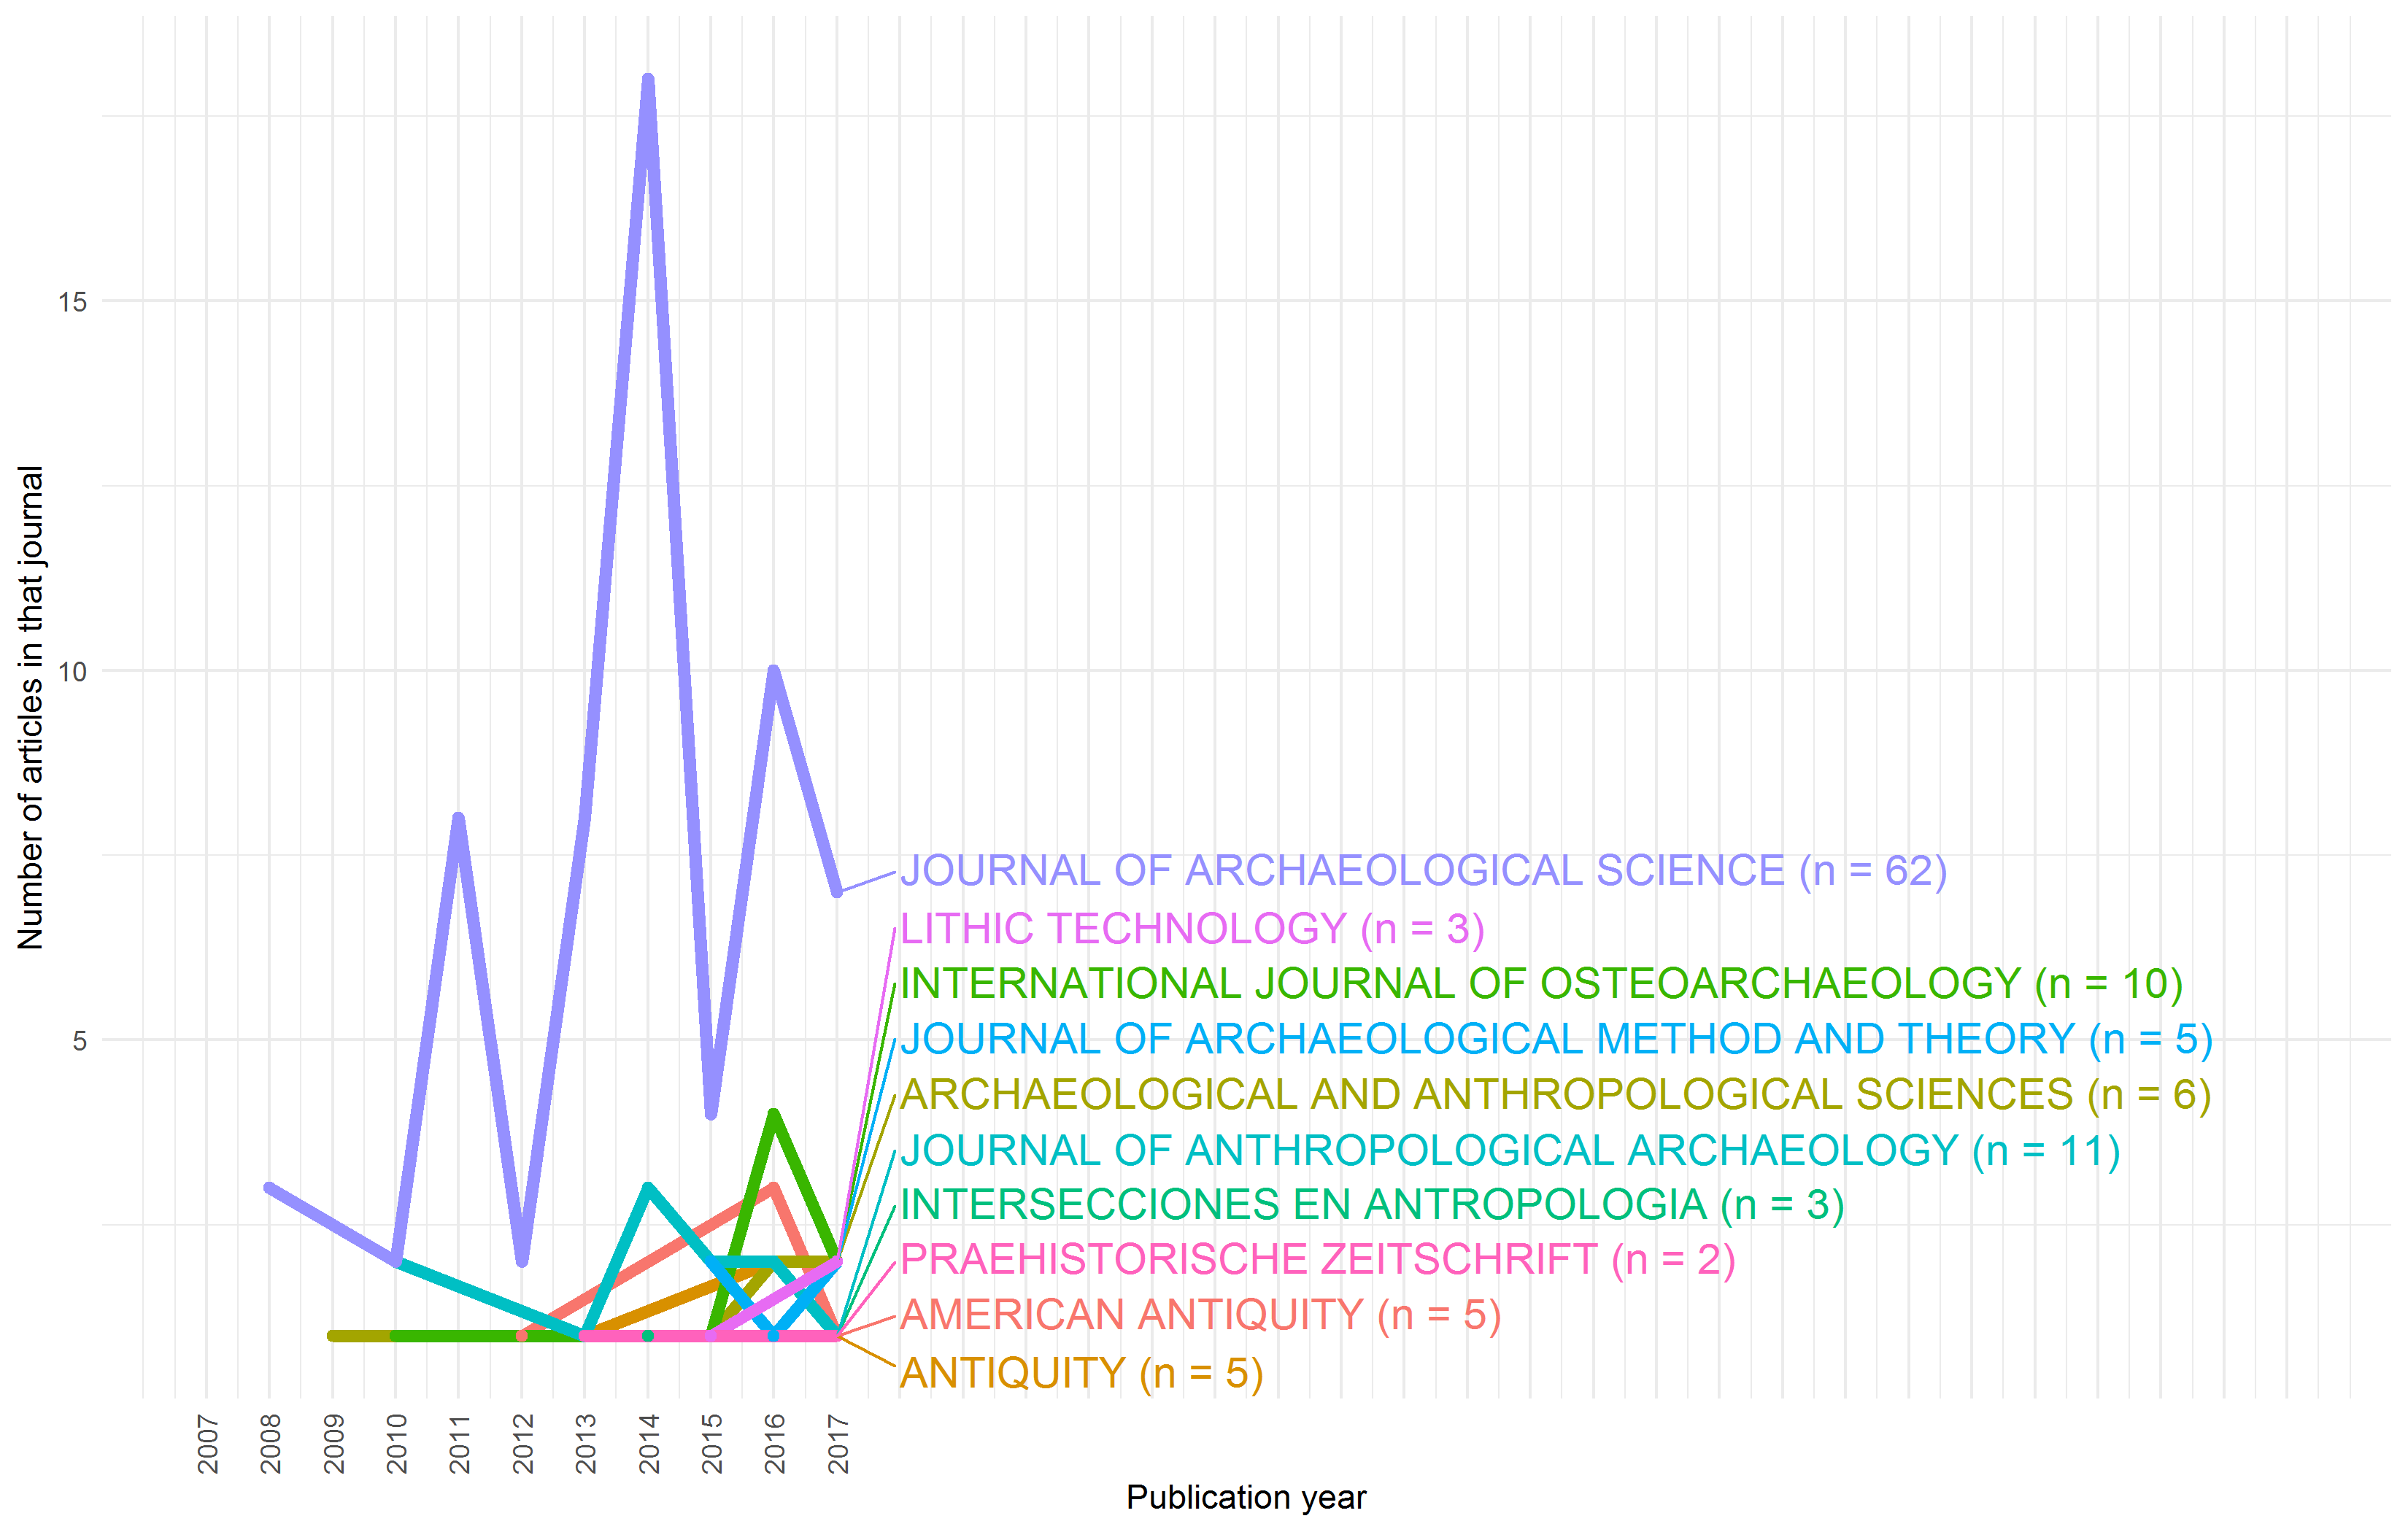 Number of articles in that journal
15
10
5
JOURNAL OF ARCHAEOLOGICAL SCIENCE (n = 62)
LITHIC TECHNOLOGY (n = 3)
INTERNATIONAL JOURNAL OF OSTEOARCHAEOLOGY (n = 10)
JOURNAL OF ARCHAEOLOGICAL METHOD AND THEORY (n = 5)
ARCHAEOLOGICAL AND ANTHROPOLOGICAL SCIENCES (n = 6)
JOURNAL OF ANTHROPOLOGICAL ARCHAEOLOGY (n = 11)
INTERSECCIONES EN ANTROPOLOGIA (n = 3)
PRAEHISTORISCHE ZEITSCHRIFT (n = 2)
AMERICAN ANTIQUITY (n = 5)
ANTIQUITY (n = 5)
2007
2008
2009
2010
2011
2012
2013
2014
2015
2016
2017
Publication year